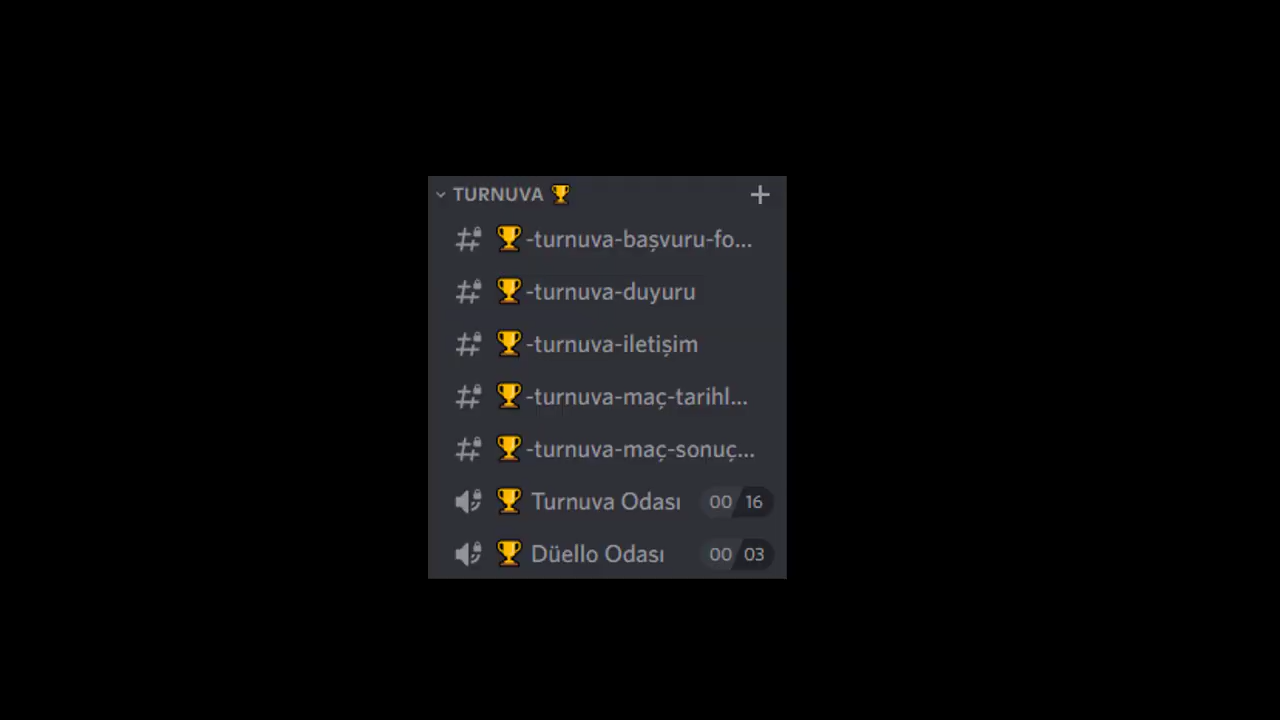 TURNUVA 🏆
🏆-turnuva-başvuru-fo...
🏆-turnuva-duyuru
🏆-turnuva-iletişim
🏆-turnuva-maç-tarihl...
🏆-turnuva-maç-sonuç...
🏆 Turnuva Odası 00 16
🏆 Düello Odası 00 03